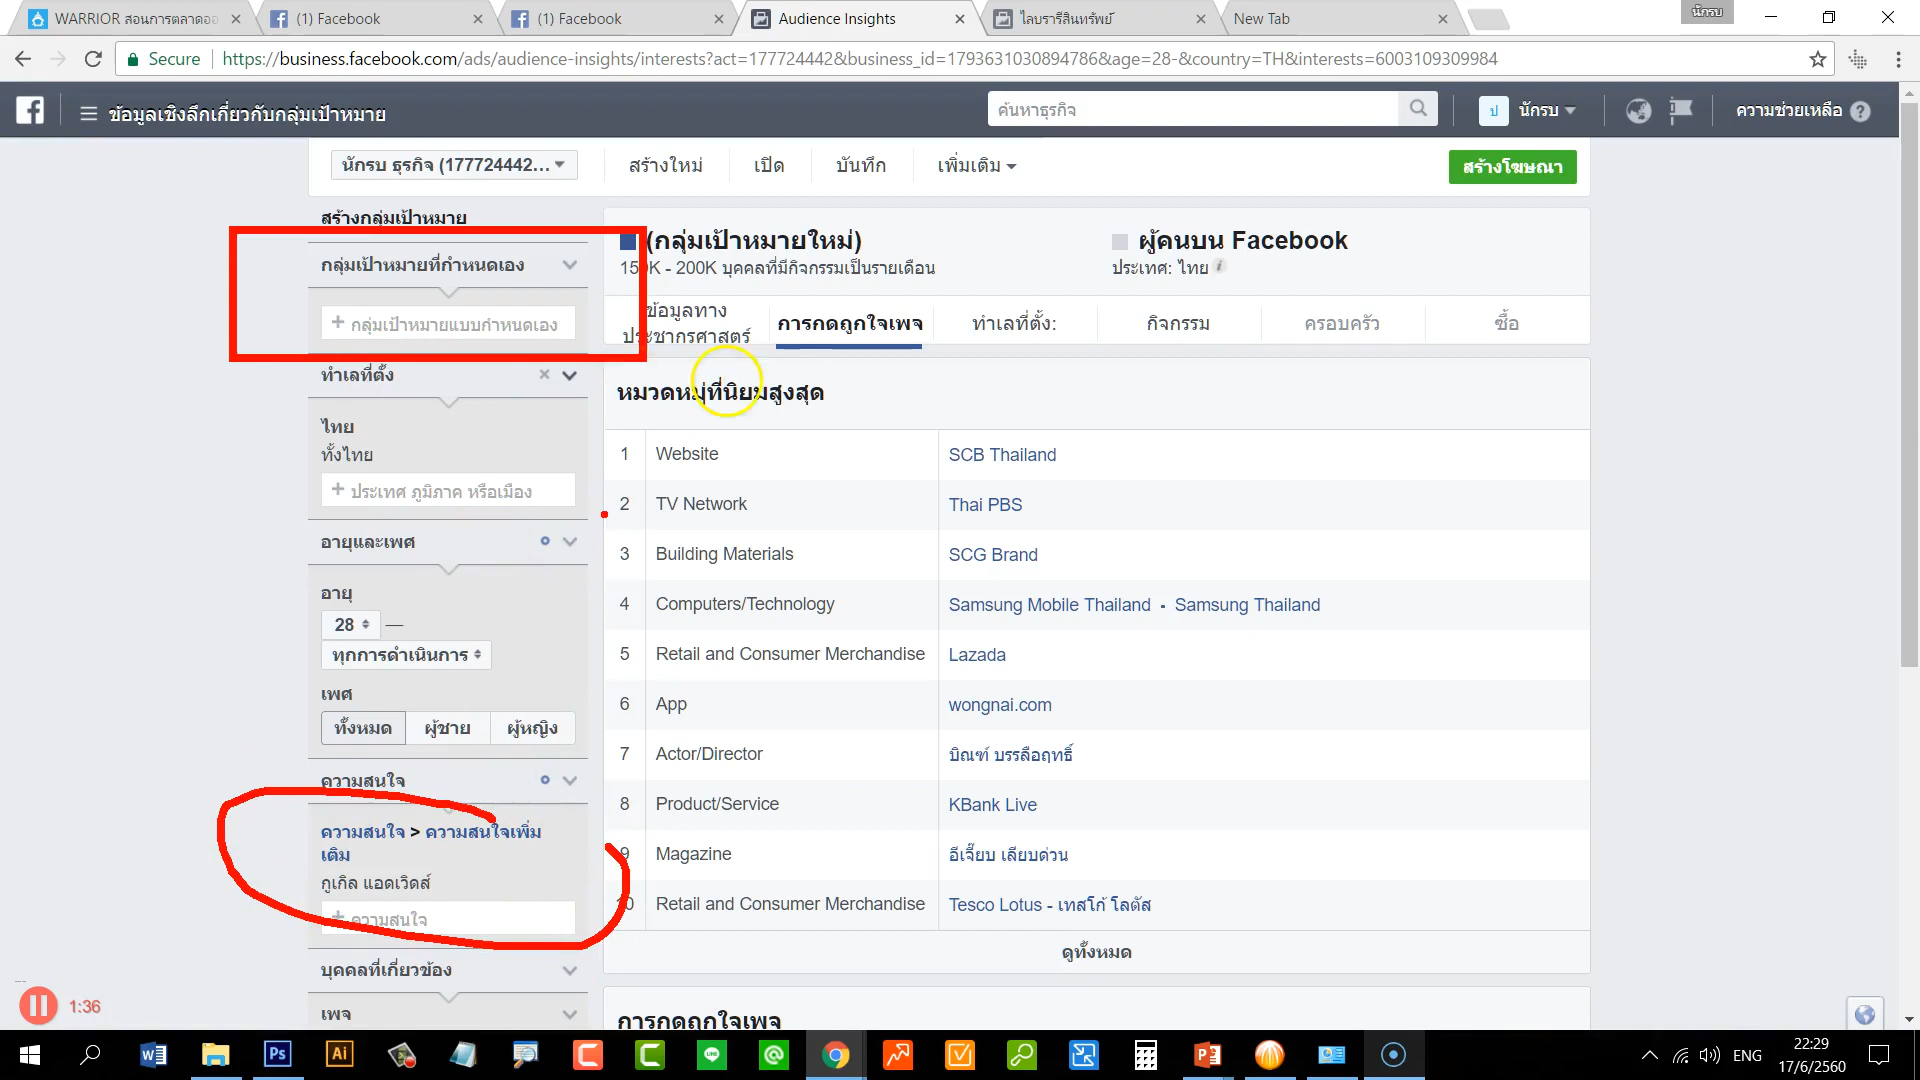 WARRIOR สอนการตลาดออ
(1) Facebook
(1) Facebook
Audience Insights
ไลบรารีสินทรัพย์
New Tab
นักรบ
Secure
https://business.facebook.com/ads/audience-insights/interests?act=177724442&business_id=1793631030894786&age=28-&country=TH&interests=6003109309984
ข้อมูลเชิงลึกเกี่ยวกับกลุ่มเป้าหมาย
ค้นหาธุรกิจ
ป
นักรบ
ความช่วยเหลือ
นักรบ ธุรกิจ (177724442...
สร้างใหม่
เปิด
บันทึก
เพิ่มเติม
สร้างโฆษณา
สร้างกลุ่มเป้าหมาย
กลุ่มเป้าหมายที่กำหนดเอง
+ กลุ่มเป้าหมายแบบกำหนดเอง
ทำเลที่ตั้ง
ไทย
ทั้งไทย
+ ประเทศ ภูมิภาค หรือเมือง
อายุและเพศ
อายุ
28 —
ทุกการดำเนินการ
เพศ
ทั้งหมด
ผู้ชาย
ผู้หญิง
ความสนใจ
ความสนใจ > ความสนใจเพิ่ม
เติม
กูเกิล แอดเวิดส์
+ ความสนใจ
บุคคลที่เกี่ยวข้อง
เพจ
(กลุ่มเป้าหมายใหม่)
200K บุคคลที่มีกิจกรรมเป็นรายเดือน
ผู้คนบน Facebook
ประเทศ: ไทย
ข้อมูลทาง
ประชากรศาสตร์
การกดถูกใจเพจ
ทำเลที่ตั้ง:
กิจกรรม
ครอบครัว
ซื้อ
หมวดหมู่ที่นิยมสูงสุด
1 Website SCB Thailand
2 TV Network Thai PBS
3 Building Materials SCG Brand
4 Computers/Technology Samsung Mobile Thailand • Samsung Thailand
5 Retail and Consumer Merchandise Lazada
6 App wongnai.com
7 Actor/Director บิณฑ์ บรรลือฤทธิ์
8 Product/Service KBank Live
9 Magazine อีเจี๊ยบ เลียบด่วน
10 Retail and Consumer Merchandise Tesco Lotus - เทสโก้ โลตัส
ดูทั้งหมด
การกดถูกใจเพจ
1:36
ENG
22:29
17/6/2560